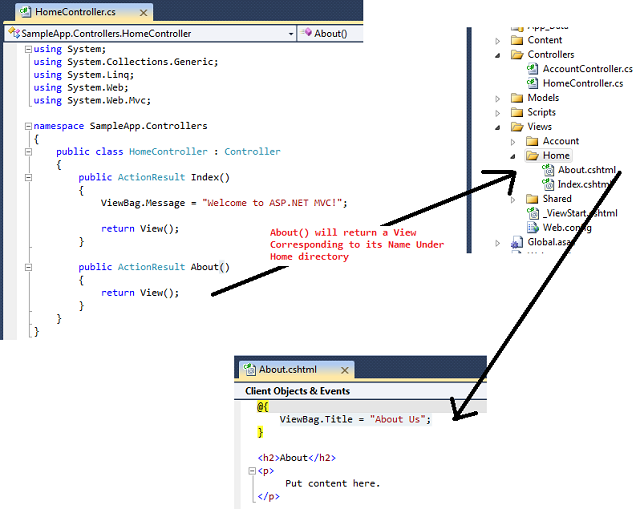 HomeController.cs
SampleApp.Controllers.HomeController
About()
using System;
using System.Collections.Generic;
using System.Linq;
using System.Web;
using System.Web.Mvc;
namespace SampleApp.Controllers
{
public class HomeController : Controller
{
public ActionResult Index()
{
ViewBag.Message = "Welcome to ASP.NET MVC!";
return View();
}
public ActionResult About()
{
return View();
}
}
}
About() will return a View
Corresponding to its Name Under
Home directory
App_Data
Content
Controllers
AccountController.cs
HomeController.cs
Models
Scripts
Views
Account
Home
About.cshtml
Index.cshtml
Shared
_ViewStart.cshtml
Web.config
Global.asa
About.cshtml
Client Objects & Events
@{
ViewBag.Title = "About Us";
}
<h2>About</h2>
<p>
Put content here.
</p>